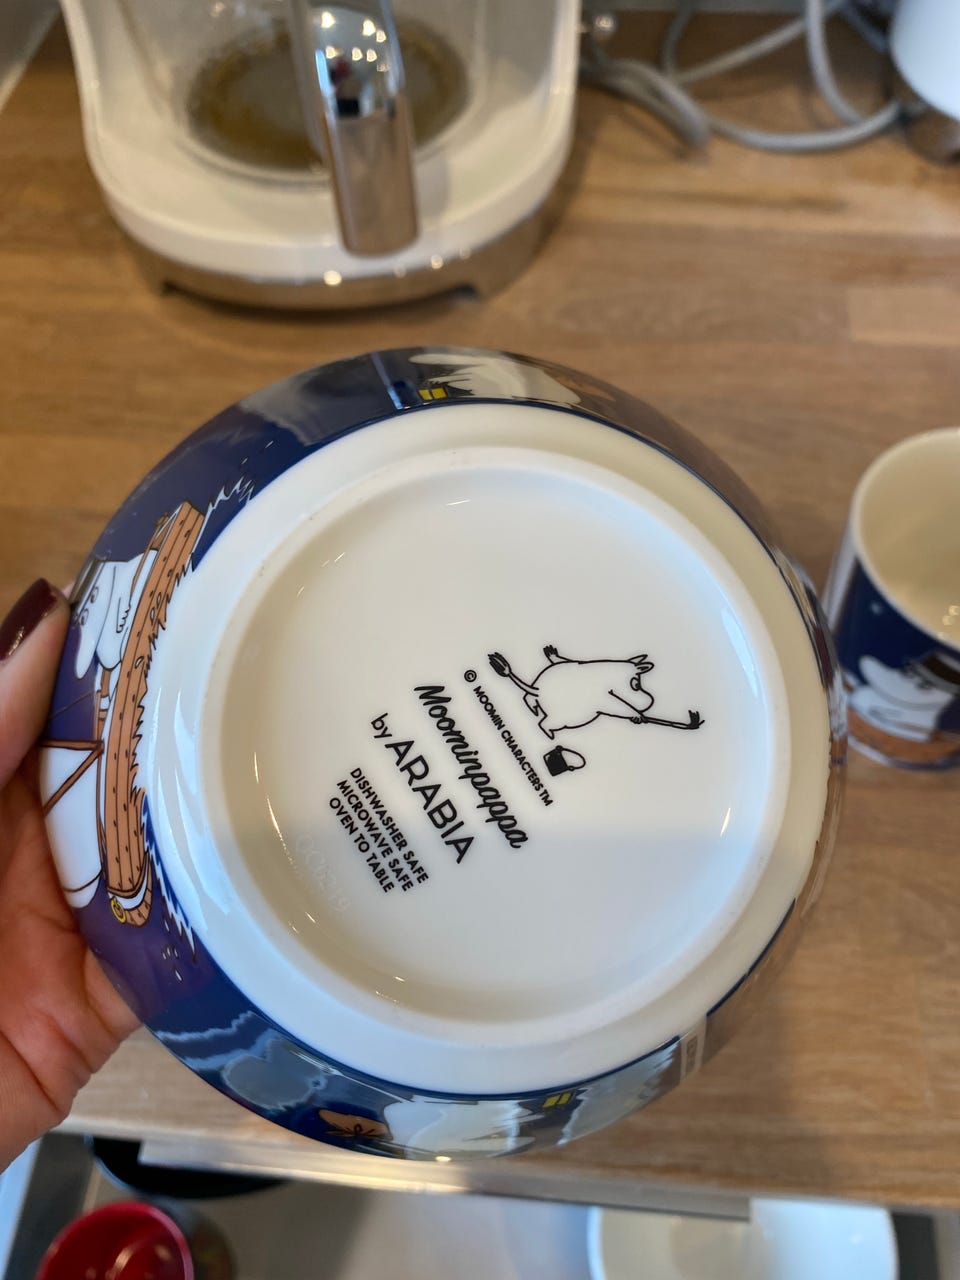 © MOOMIN CHARACTERS™
Moominpappa
by ARABIA
DISHWASHER SAFE
MICROWAVE SAFE
OVEN TO TABLE